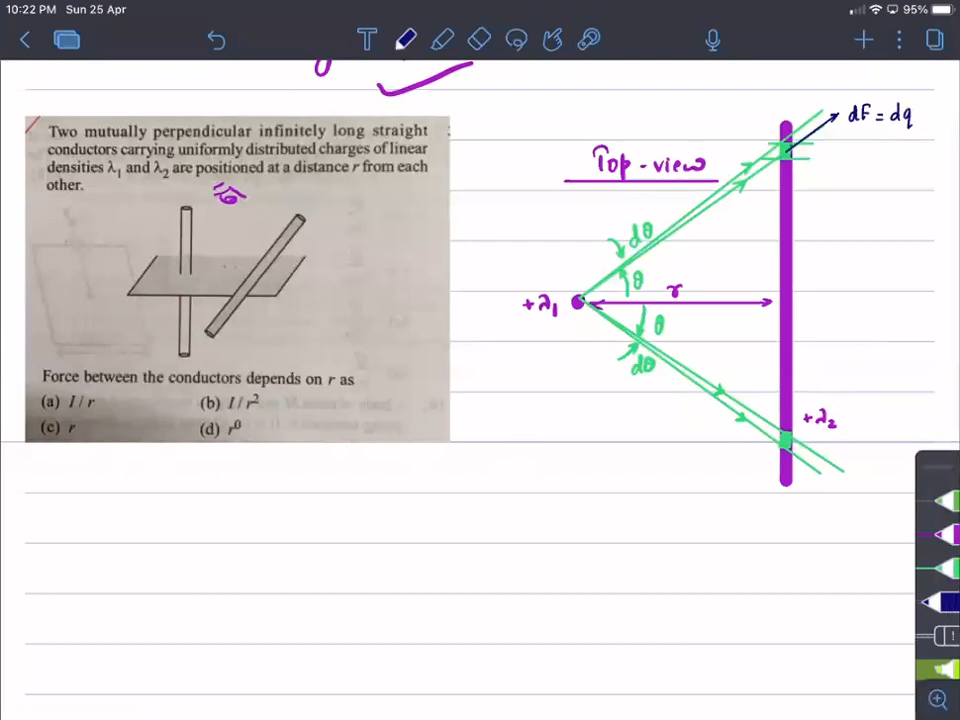 10:22 PM Sun 25 Apr
95%
Two mutually perpendicular infinitely long straight
conductors carrying uniformly distributed charges of linear
densities λ₁ and λ₂ are positioned at a distance r from each
other.
Force between the conductors depends on r as
(a) 1/r
(b) 1/r²
(c) r
(d) r⁰
Top-view
dF = dq
dθ
θ
r
+λ₁
θ
dθ
+λ₂